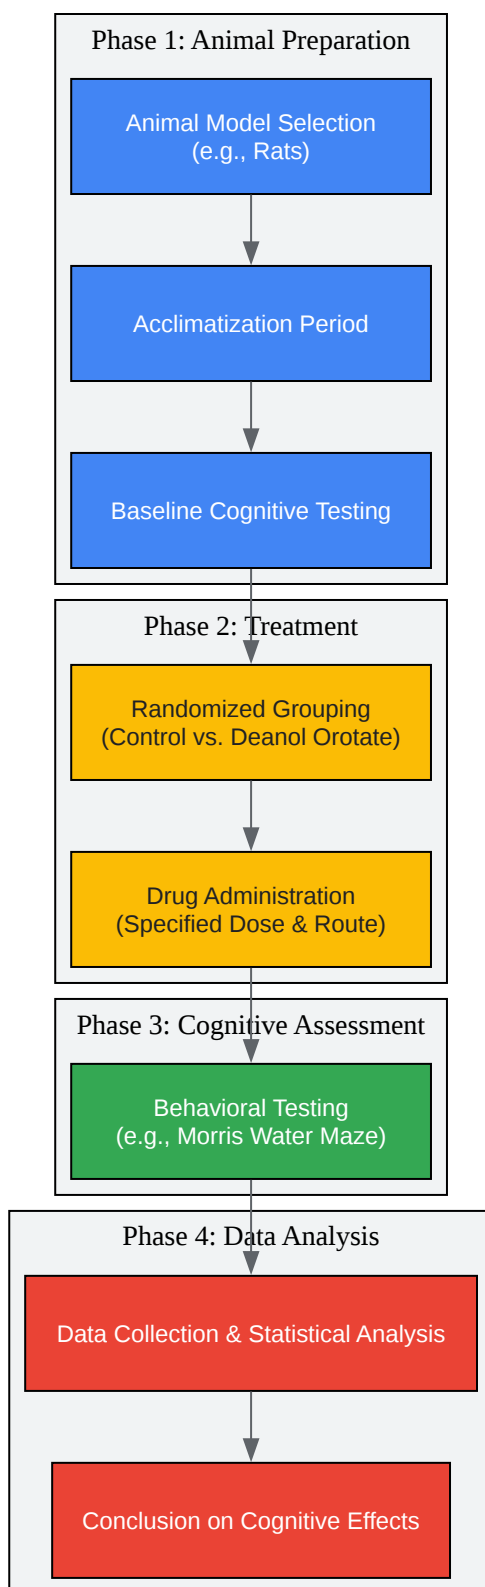 Phase 1: Animal Preparation
Animal Model Selection
(e.g., Rats)
Acclimatization Period
Baseline Cognitive Testing
Phase 2: Treatment
Randomized Grouping
(Control vs. Deanol Orotate)
Drug Administration
(Specified Dose & Route)
Phase 3: Cognitive Assessment
Behavioral Testing
(e.g., Morris Water Maze)
Phase 4: Data Analysis
Data Collection & Statistical Analysis
Conclusion on Cognitive Effects